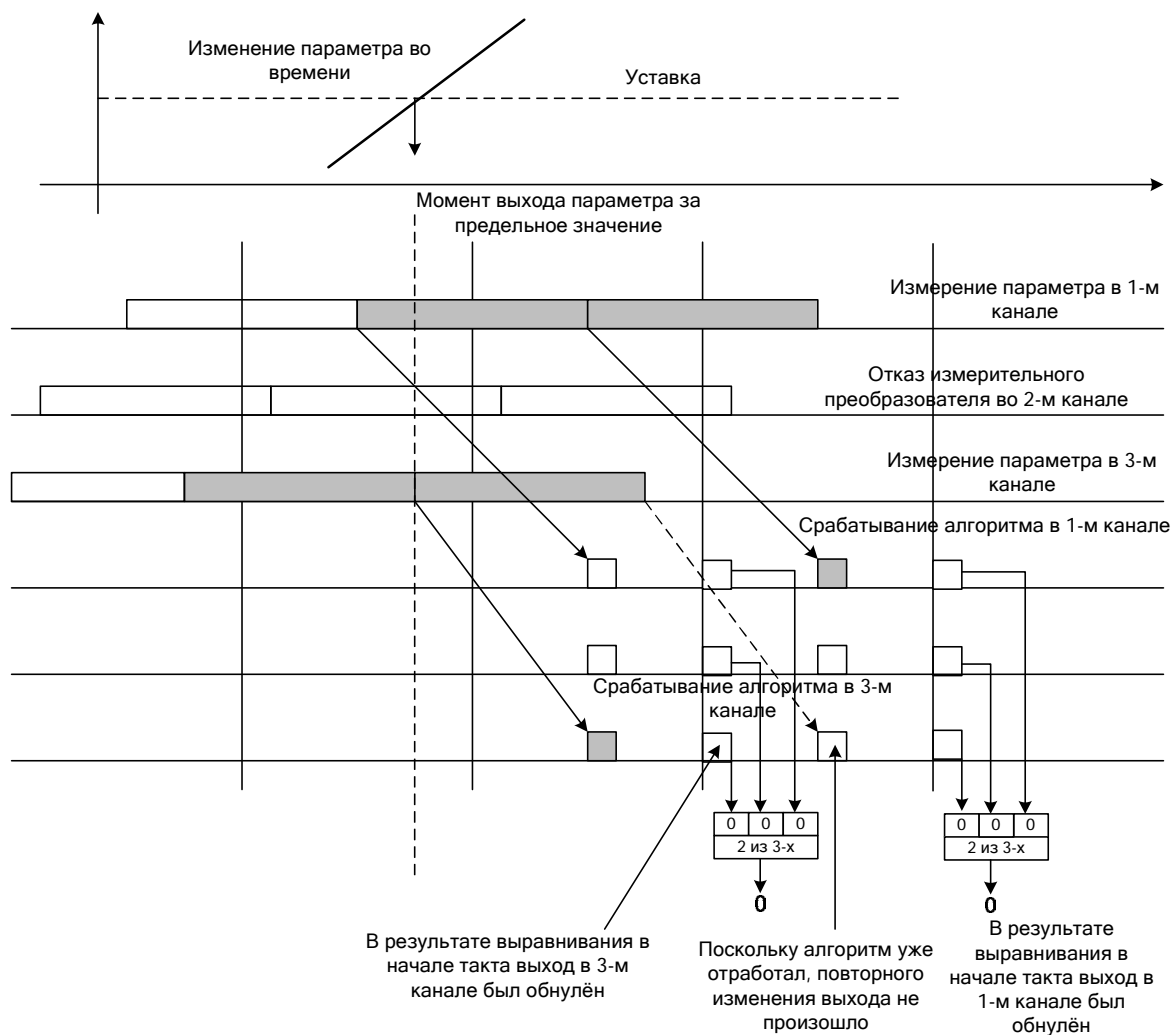 Изменение параметра во
времени
Уставка
Момент выхода параметра за
предельное значение
Измерение параметра в 1-м
канале
Отказ измерительного
преобразователя во 2-м канале
Измерение параметра в 3-м
канале
Срабатывание алгоритма в 1-м канале
Срабатывание алгоритма в 3-м
канале
0 0 0
2 из 3-х
0
0 0 0
2 из 3-х
0
В результате выравнивания в
начале такта выход в 3-м
канале был обнулён
Поскольку алгоритм уже
отработал, повторного
изменения выхода не
произошло
В результате
выравнивания в
начале такта выход в
1-м канале был
обнулён